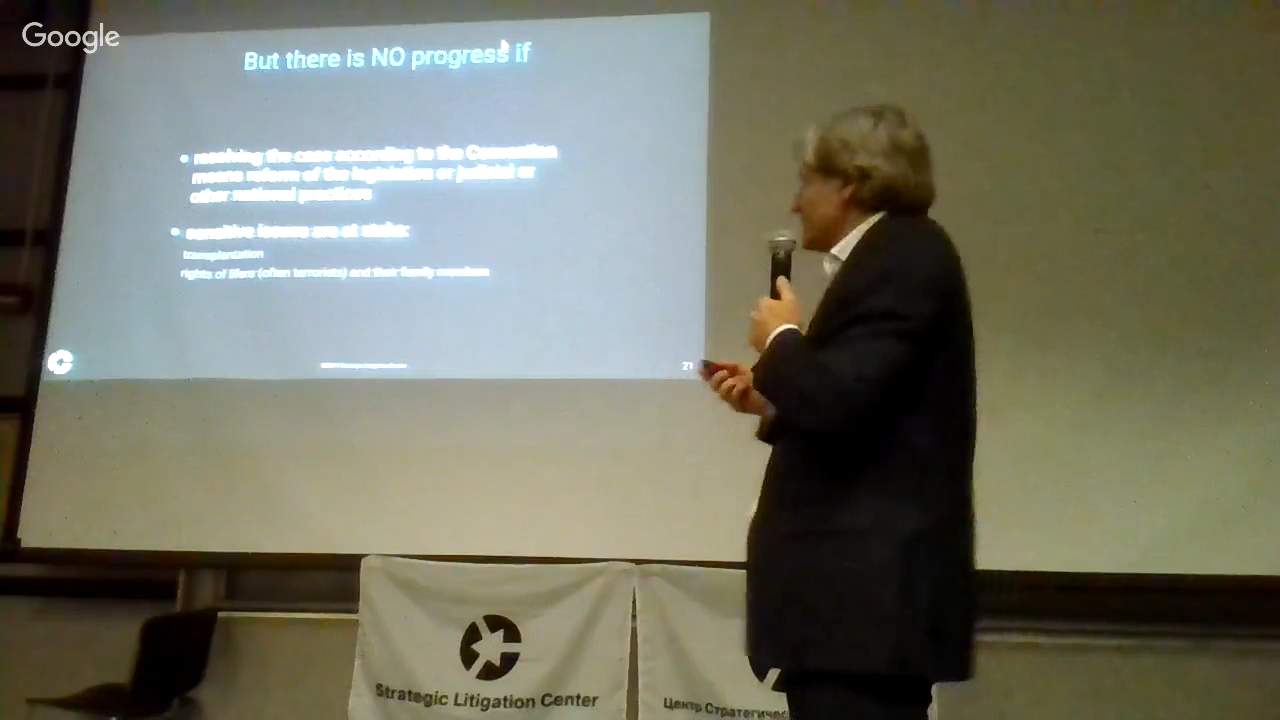 Google
But there is NO progress if
• resolving the case according to the Convention
means reform of the legislative or judicial or
other national practices
• sensitive issues are at stake:
transplantation
rights of lifers (often terrorists) and their family members
21
Strategic Litigation Center
Центр